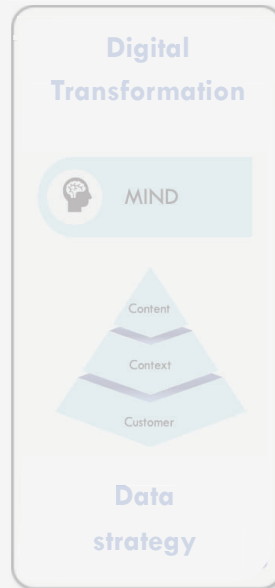 Digital
Transformation
MIND
Content
Context
Customer
Data
strategy